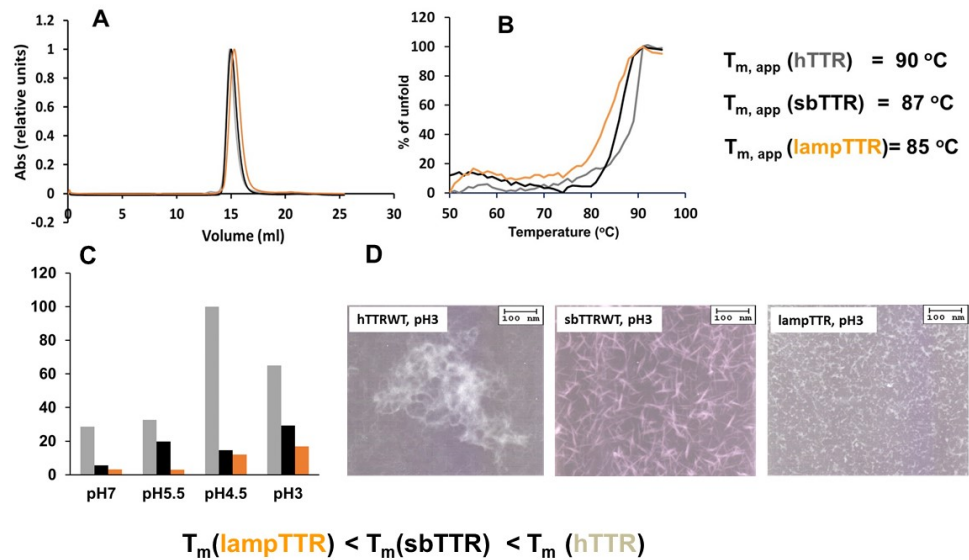 A
Abs (relative units)
1.2
1
0.8
0.6
0.4
0.2
0
-0.2
0 5 10 15 20 25 30
Volume (ml)
B
% of unfold
100
80
60
40
20
0
50 60 70 80 90 100
Temperature (°C)
Tm, app (hTTR) = 90 °C
Tm, app (sbTTR) = 87 °C
Tm, app (lampTTR)= 85 °C
C
120
100
80
60
40
20
0
pH7 pH5.5 pH4.5 pH3
D
hTTRWT, pH3
100 nm
sbTTRWT, pH3
100 nm
lampTTR, pH3
100 nm
Tm(lampTTR) < Tm(sbTTR) < Tm (hTTR)